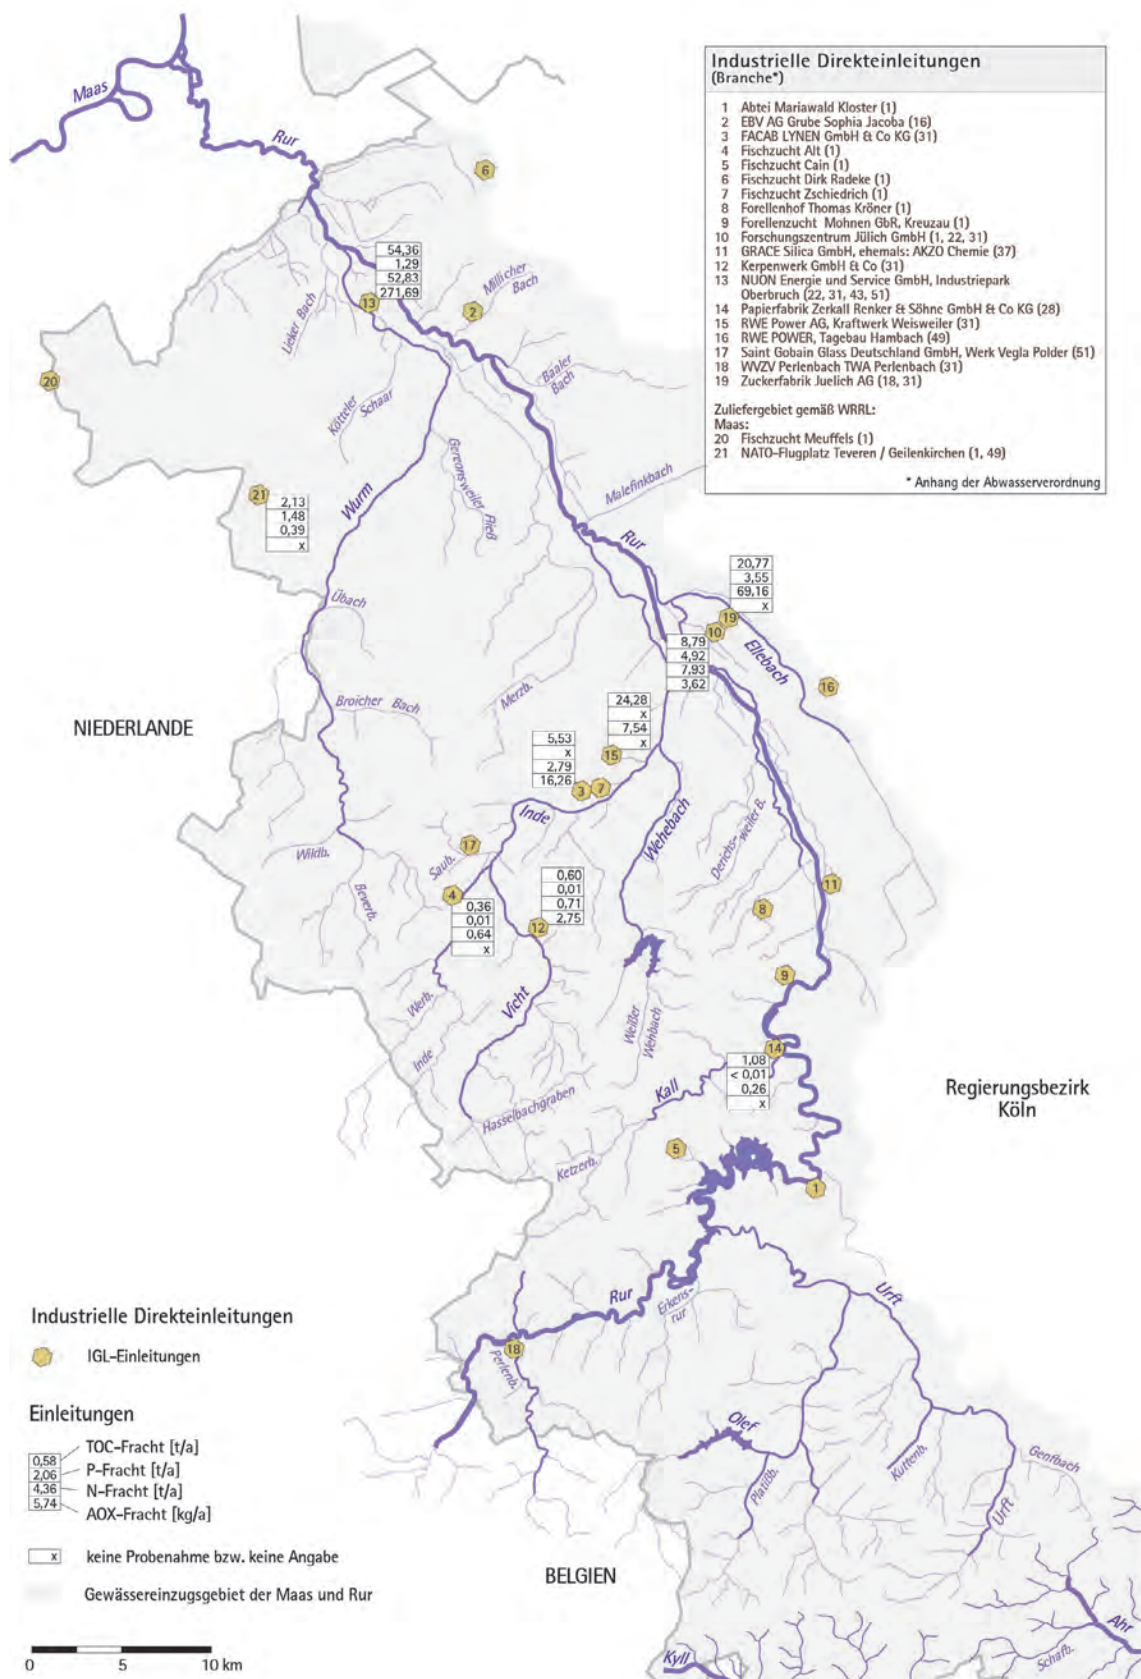 Industrielle Direkteinleitungen
(Branche*)
1 Abtei Mariawald Kloster (1)
2 EBV AG Grube Sophia Jacoba (16)
3 FACAB LYNEN GmbH & Co KG (31)
4 Fischzucht Alt (1)
5 Fischzucht Cain (1)
6 Fischzucht Dirk Radeke (1)
7 Fischzucht Zschiedrich (1)
8 Forellenhof Thomas Kröner (1)
9 Forellenzucht Mohnen GbR, Kreuzau (1)
10 Forschungszentrum Jülich GmbH (1, 22, 31)
11 GRACE Silica GmbH, ehemals: AKZO Chemie (37)
12 Kerpenwerk GmbH & Co (31)
13 NUON Energie und Service GmbH, Industriepark
Oberbruch (22, 31, 43, 51)
14 Papierfabrik Zerkall Renker & Söhne GmbH & Co KG (28)
15 RWE Power AG, Kraftwerk Weisweiler (31)
16 RWE POWER, Tagebau Hambach (49)
17 Saint Gobain Glass Deutschland GmbH, Werk Vegla Polder (51)
18 WVZV Perlenbach TWA Perlenbach (31)
19 Zuckerfabrik Juelich AG (18, 31)
Zuliefergebiet gemäß WRRL:
Maas:
20 Fischzucht Meuffels (1)
21 NATO-Flugplatz Teveren / Geilenkirchen (1, 49)
* Anhang der Abwasserverordnung
Maas
Rur
6
54,36
1,29
52,83
271,69
13
Lieker Bach
2
Millicher
Bach
20
Kötteler
Schaar
Baaler
Bach
Gereonsweiler
Fließ
Malefinkbach
21
2,13
1,48
0,39
x
Wurm
Rur
Übach
20,77
3,55
69,16
x
19
10
Ellebach
8,79
4,92
7,93
3,62
16
Merzb.
Broicher Bach
NIEDERLANDE
24,28
x
7,54
x
15
5,53
x
2,79
16,26
3
7
Inde
Wehebach
Derichs-weiler B.
Wildb.
Saub.
17
Beverb.
4
0,36
0,01
0,64
x
0,60
0,01
0,71
2,75
12
8
11
9
Werb.
Vicht
Inde
Weißer
Wehbach
14
1,08
< 0,01
0,26
x
Kall
Regierungsbezirk
Köln
Hasselbachgraben
Ketzerb.
5
1
Rur
Erkens-
rur
Urft
18
Perlenb.
Olef
Platißb.
Kuttenb.
Genfbach
Urft
BELGIEN
Ahr
Schafb.
Kyll
Industrielle Direkteinleitungen
IGL-Einleitungen
Einleitungen
0,58 TOC-Fracht [t/a]
2,06 P-Fracht [t/a]
4,36 N-Fracht [t/a]
5,74 AOX-Fracht [kg/a]
x keine Probenahme bzw. keine Angabe
Gewässereinzugsgebiet der Maas und Rur
0 5 10 km